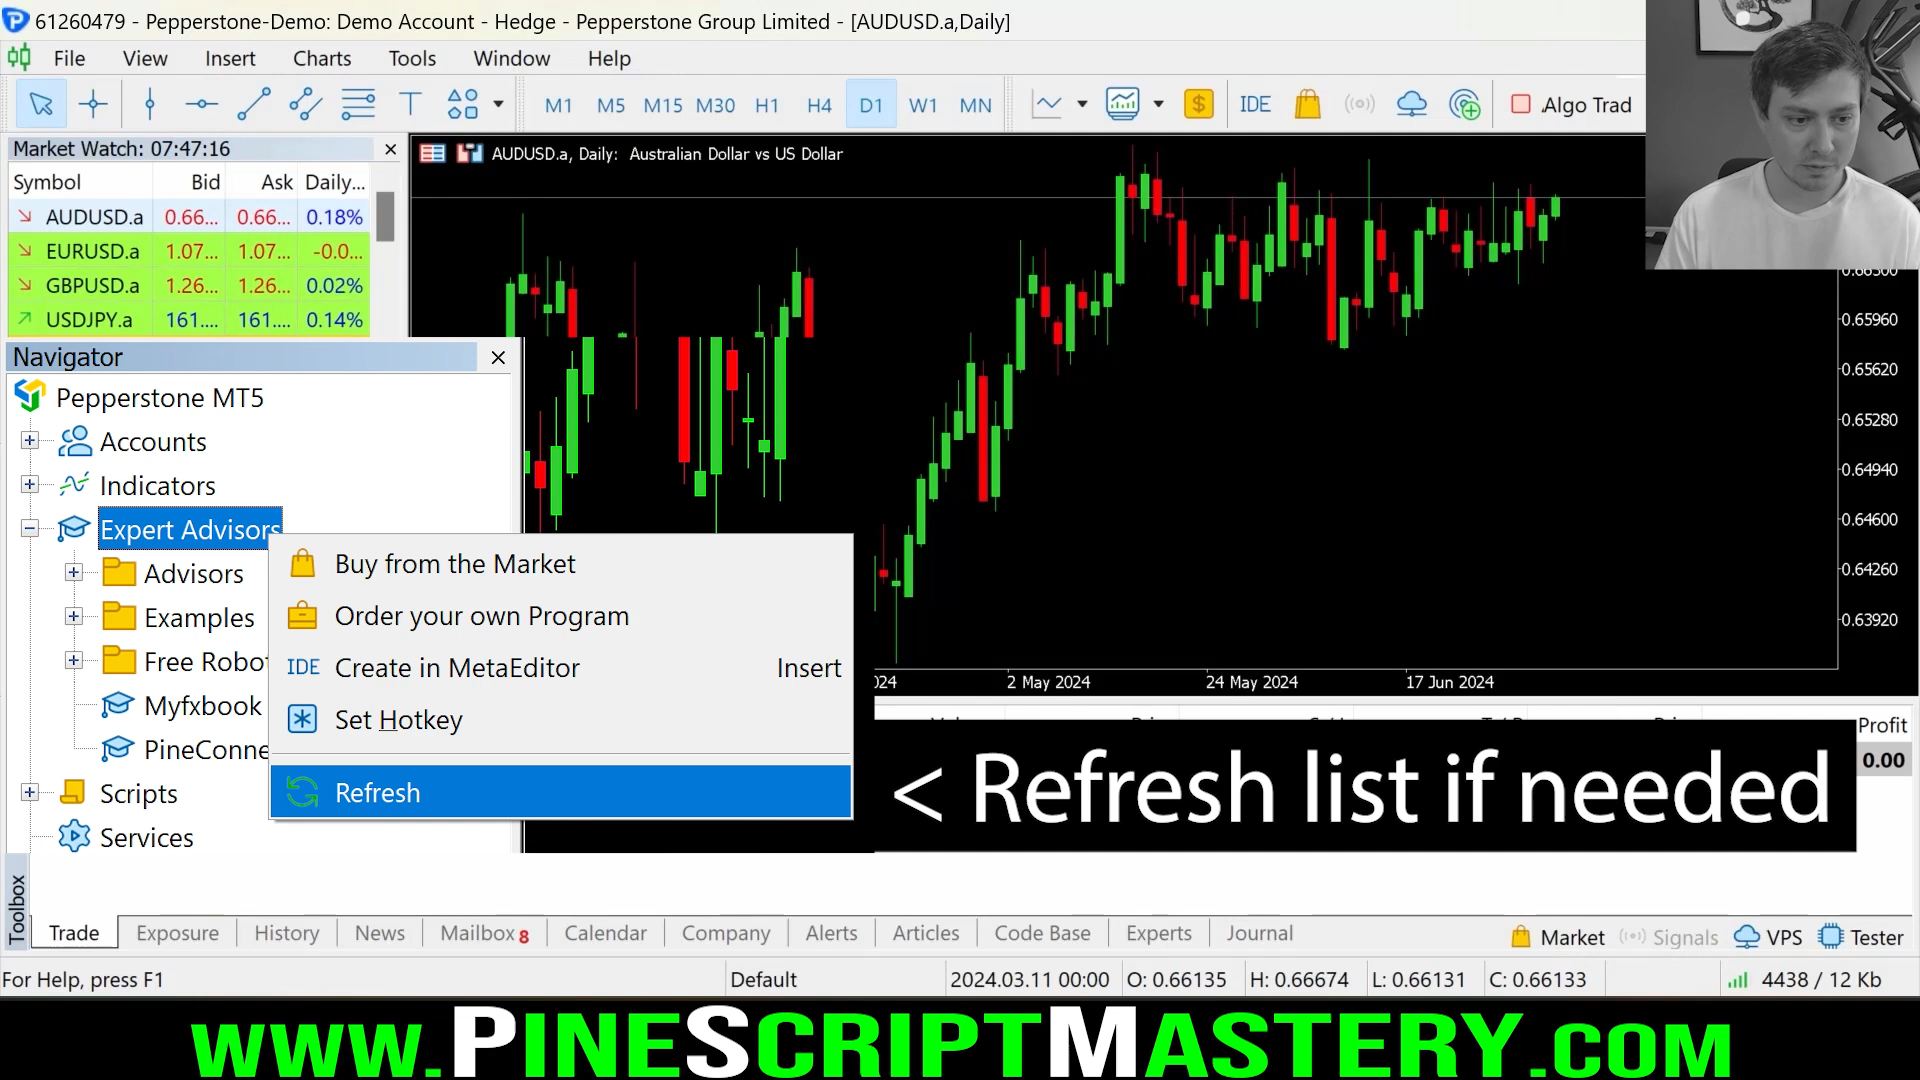 61260479 - Pepperstone-Demo: Demo Account - Hedge - Pepperstone Group Limited - [AUDUSD.a,Daily]
File View Insert Charts Tools Window Help
M1 M5 M15 M30 H1 H4 D1 W1 MN IDE Algo Trad
Market Watch: 07:47:16
Symbol Bid Ask Daily...
AUDUSD.a 0.66... 0.66... 0.18%
EURUSD.a 1.07... 1.07... -0.0...
GBPUSD.a 1.26... 1.26... 0.02%
USDJPY.a 161.... 161.... 0.14%
AUDUSD.a, Daily: Australian Dollar vs US Dollar
0.65960
0.65620
0.65280
0.64940
0.64600
0.64260
0.63920
2 May 2024 24 May 2024 17 Jun 2024
Navigator
Pepperstone MT5
Accounts
Indicators
Expert Advisors
Advisors
Examples
Free Robo
Myfxbook
PineConne
Scripts
Services
Buy from the Market
Order your own Program
IDE Create in MetaEditor Insert
Set Hotkey
Refresh
< Refresh list if needed
Profit
0.00
Toolbox
Trade Exposure History News Mailbox 8 Calendar Company Alerts Articles Code Base Experts Journal
Market Signals VPS Tester
For Help, press F1 Default 2024.03.11 00:00 O: 0.66135 H: 0.66674 L: 0.66131 C: 0.66133 4438 / 12 Kb
www.PineScriptMastery.com